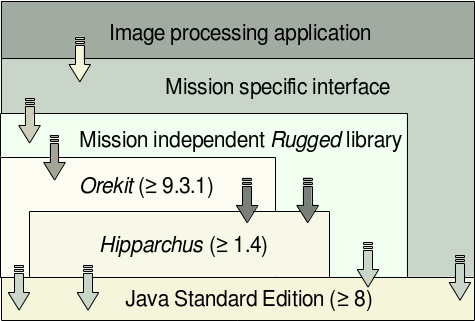 Image processing application
Mission specific interface
Mission independent Rugged library
Orekit (≥ 9.3.1)
Hipparchus (≥ 1.4)
Java Standard Edition (≥ 8)